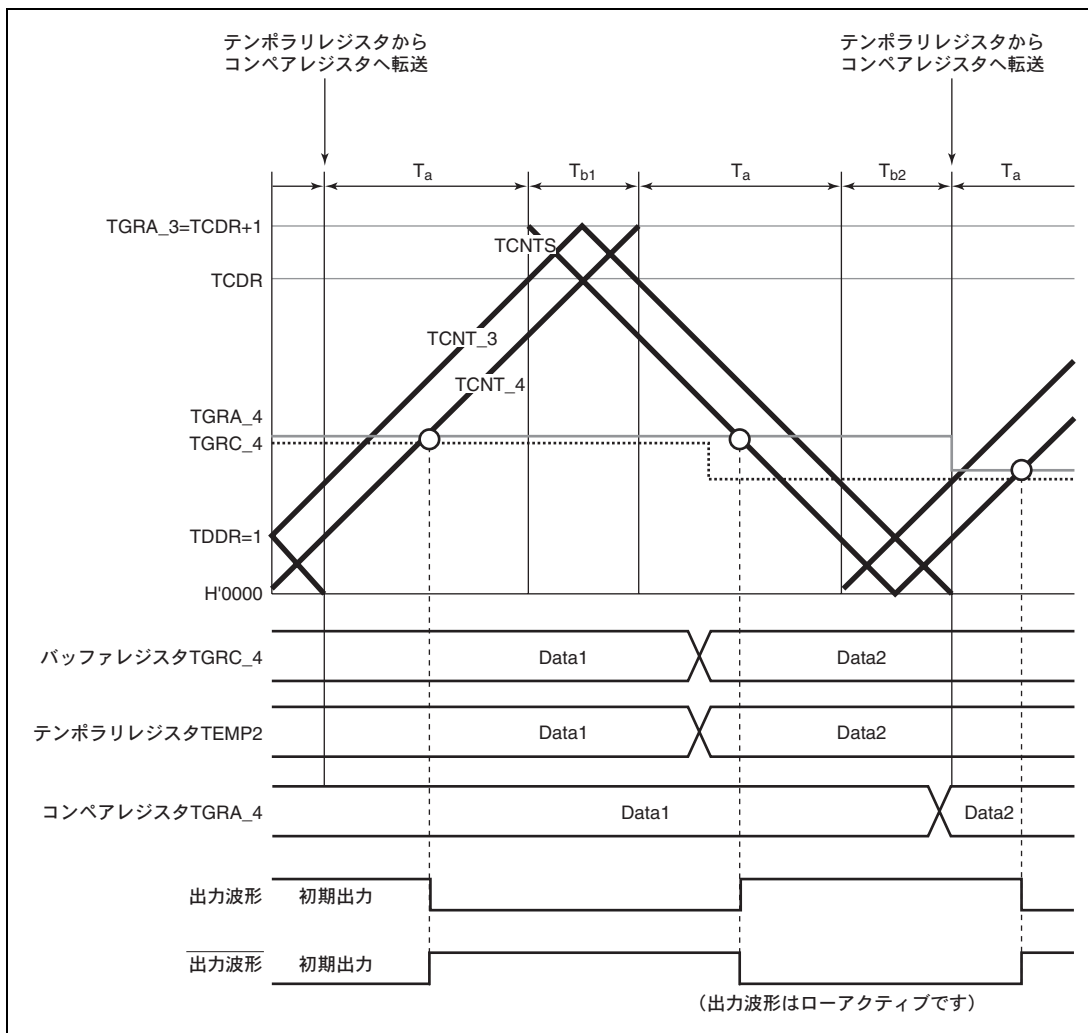 テンポラリレジスタから
コンペアレジスタへ転送
テンポラリレジスタから
コンペアレジスタへ転送
Ta
Tb1
Ta
Tb2
Ta
TGRA_3=TCDR+1
TCNTS
TCDR
TCNT_3
TCNT_4
TGRA_4
TGRC_4
TDDR=1
H'0000
バッファレジスタTGRC_4
Data1
Data2
テンポラリレジスタTEMP2
Data1
Data2
コンペアレジスタTGRA_4
Data1
Data2
出力波形
初期出力
出力波形
初期出力
（出力波形はローアクティブです）